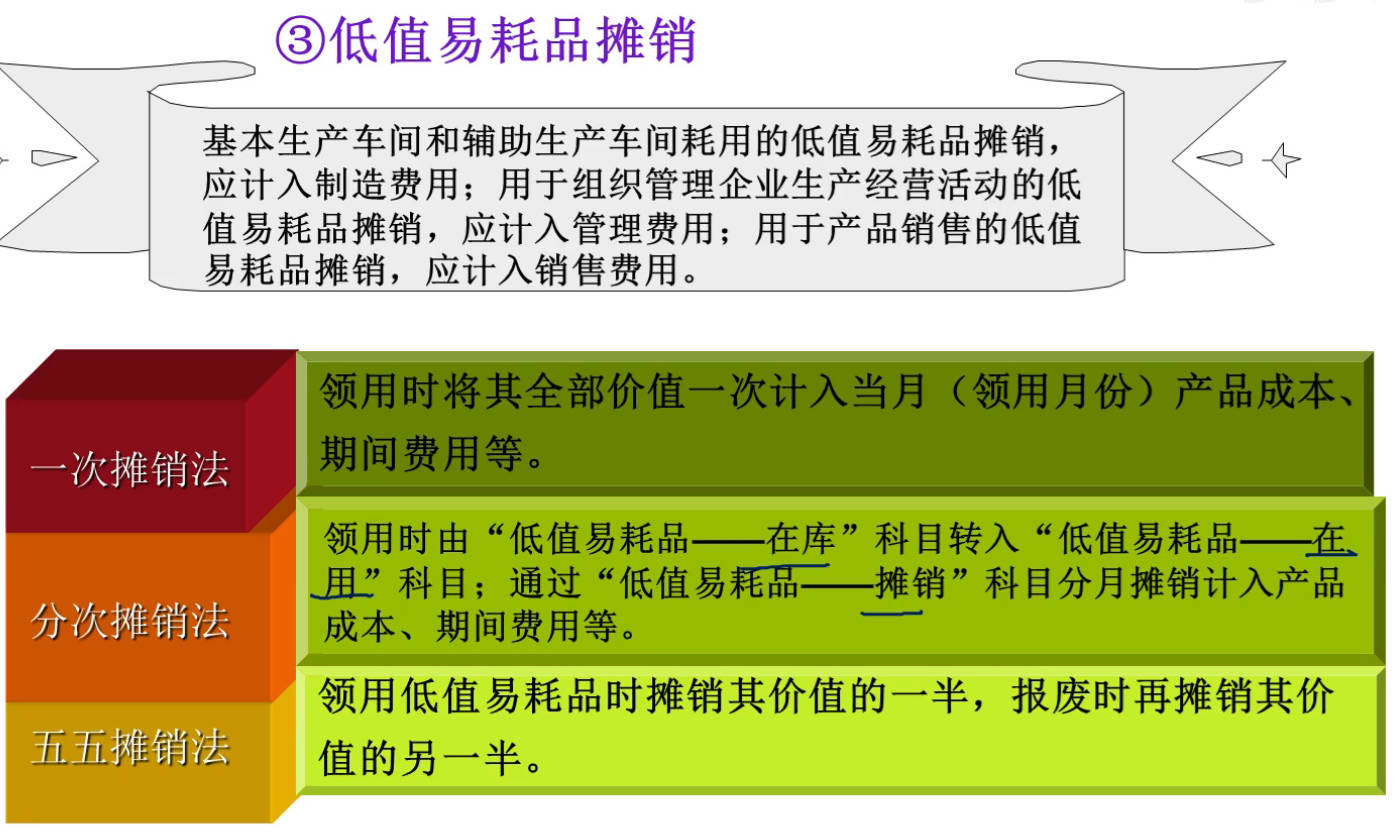 ③低值易耗品摊销
基本生产车间和辅助生产车间耗用的低值易耗品摊销，
应计入制造费用；用于组织管理企业生产经营活动的低
值易耗品摊销，应计入管理费用；用于产品销售的低值
易耗品摊销，应计入销售费用。
一次摊销法
领用时将其全部价值一次计入当月（领用月份）产品成本、
期间费用等。
分次摊销法
领用时由“低值易耗品——在库”科目转入“低值易耗品——在
用”科目；通过“低值易耗品——摊销”科目分月摊销计入产品
成本、期间费用等。
五五摊销法
领用低值易耗品时摊销其价值的一半，报废时再摊销其价
值的另一半。